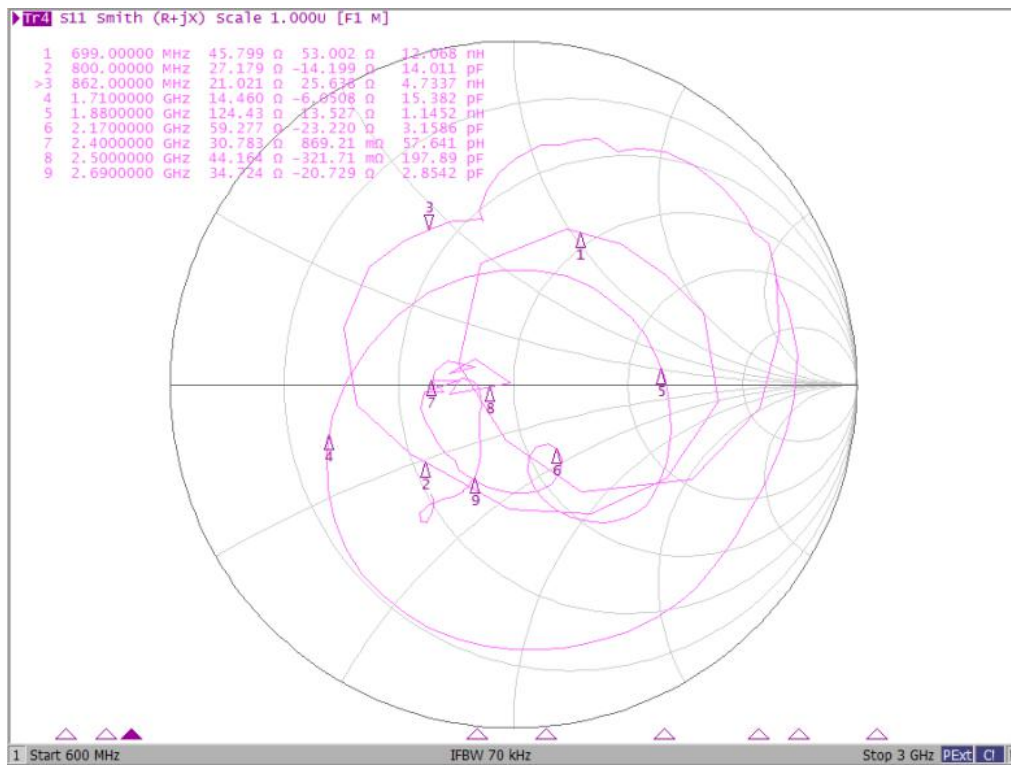 Tr4 S11 Smith (R+jX) Scale 1.000U [F1 M]
1 699.00000 MHz 45.799 Ω 53.002 Ω 12.068 nH
2 800.00000 MHz 27.179 Ω -14.199 Ω 14.011 pF
>3 862.00000 MHz 21.021 Ω 25.638 Ω 4.7337 nH
4 1.7100000 GHz 14.460 Ω -6.0508 Ω 15.382 pF
5 1.8800000 GHz 124.43 Ω 13.527 Ω 1.1452 nH
6 2.1700000 GHz 59.277 Ω -23.220 Ω 3.1586 pF
7 2.4000000 GHz 30.783 Ω 869.21 mΩ 57.641 pH
8 2.5000000 GHz 44.164 Ω -321.71 mΩ 197.89 pF
9 2.6900000 GHz 34.724 Ω -20.729 Ω 2.8542 pF
3
1
7
8
5
4
2
9
6
1 Start 600 MHz IFBW 70 kHz Stop 3 GHz PExt C!